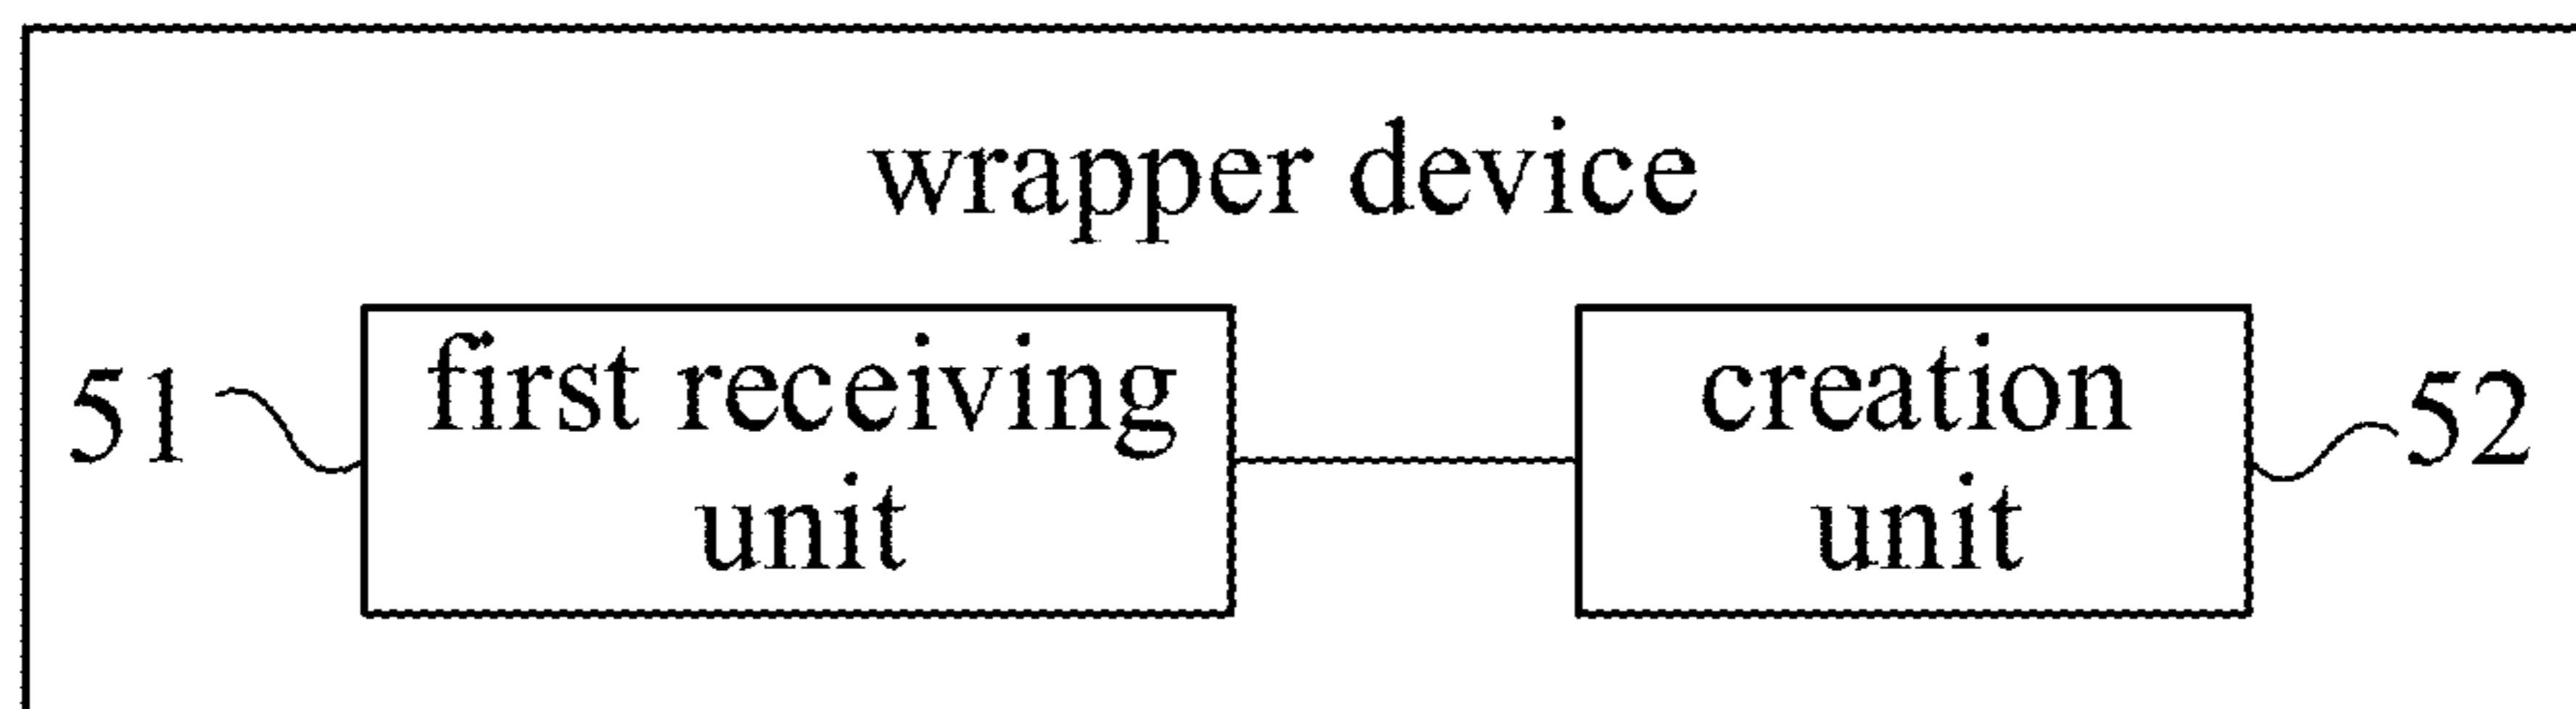 wrapper device
51
first receiving
unit
creation
unit
52